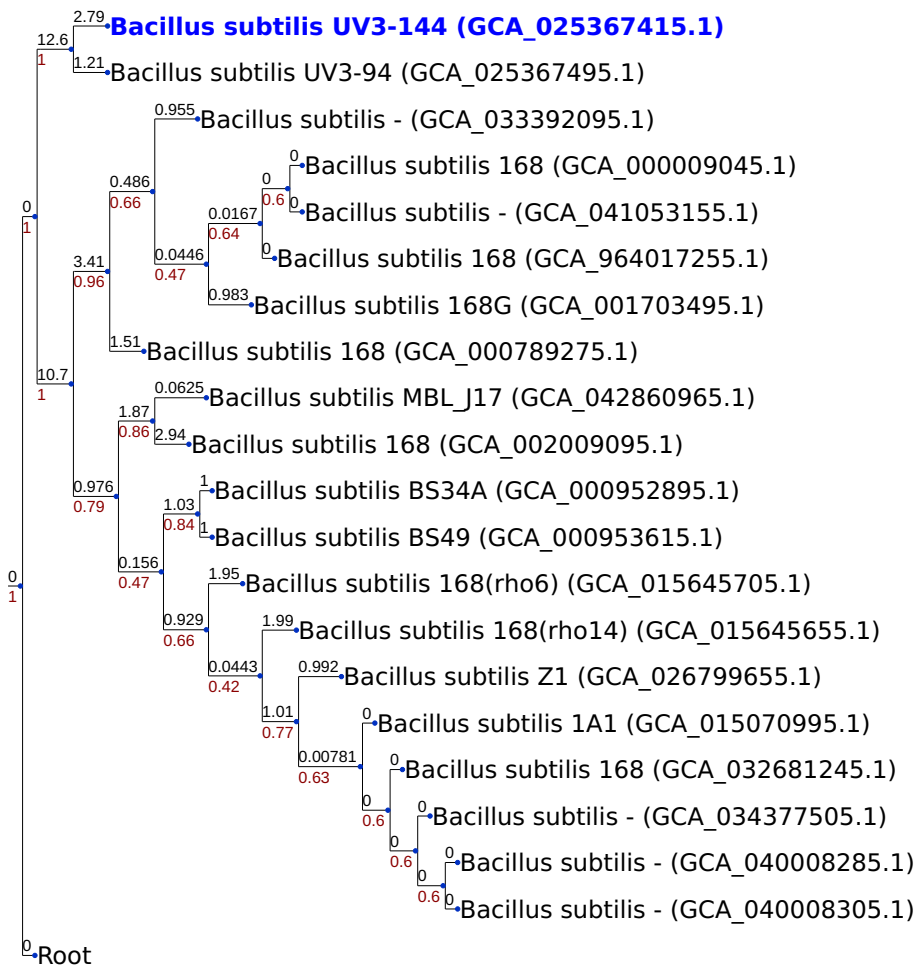 2.79
Bacillus subtilis UV3-144 (GCA_025367415.1)
12.6
1
1.21
Bacillus subtilis UV3-94 (GCA_025367495.1)
0.955
Bacillus subtilis - (GCA_033392095.1)
0
Bacillus subtilis 168 (GCA_000009045.1)
0
0.6
0.486
0.66
0
Bacillus subtilis - (GCA_041053155.1)
0
1
0.0167
0.64
0
Bacillus subtilis 168 (GCA_964017255.1)
3.41
0.96
0.0446
0.47
0.983
Bacillus subtilis 168G (GCA_001703495.1)
1.51
Bacillus subtilis 168 (GCA_000789275.1)
10.7
1
0.0625
Bacillus subtilis MBL_J17 (GCA_042860965.1)
1.87
0.86
2.94
Bacillus subtilis 168 (GCA_002009095.1)
0.976
0.79
1
Bacillus subtilis BS34A (GCA_000952895.1)
1.03
0.84
1
Bacillus subtilis BS49 (GCA_000953615.1)
0.156
0.47
0
1
1.95
Bacillus subtilis 168(rho6) (GCA_015645705.1)
0.929
0.66
1.99
Bacillus subtilis 168(rho14) (GCA_015645655.1)
0.0443
0.42
0.992
Bacillus subtilis Z1 (GCA_026799655.1)
1.01
0.77
0
Bacillus subtilis 1A1 (GCA_015070995.1)
0.00781
0.63
0
Bacillus subtilis 168 (GCA_032681245.1)
0
0.6
0
Bacillus subtilis - (GCA_034377505.1)
0
0.6
0
Bacillus subtilis - (GCA_040008285.1)
0
0.6
0
Bacillus subtilis - (GCA_040008305.1)
0
Root